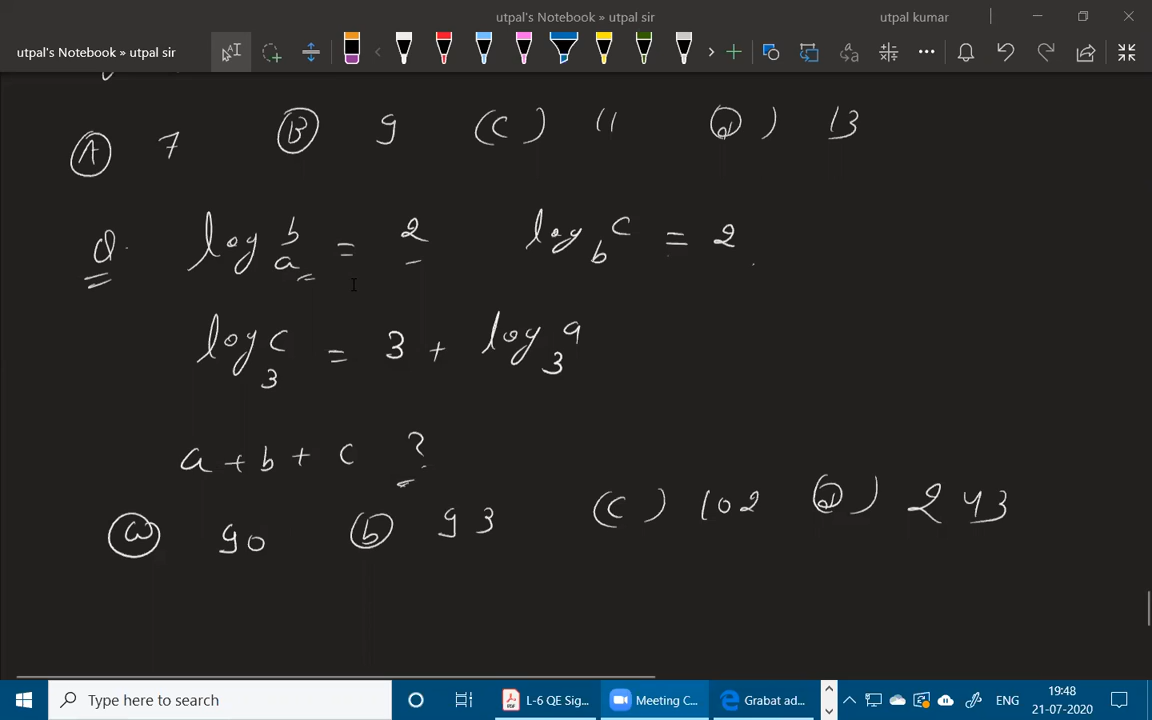 utpal's Notebook » utpal sir
utpal kumar
utpal's Notebook » utpal sir
(A) 7 (B) 9 (C) 11 (d) 13
Q. log_a b = 2 log_b c = 2
log_3 c = 3 + log_3 a
a + b + c ?
(a) 90 (b) 93 (c) 102 (d) 243
Type here to search
L-6 QE Sig...
Meeting C...
Grabat ad...
ENG
19:48
21-07-2020